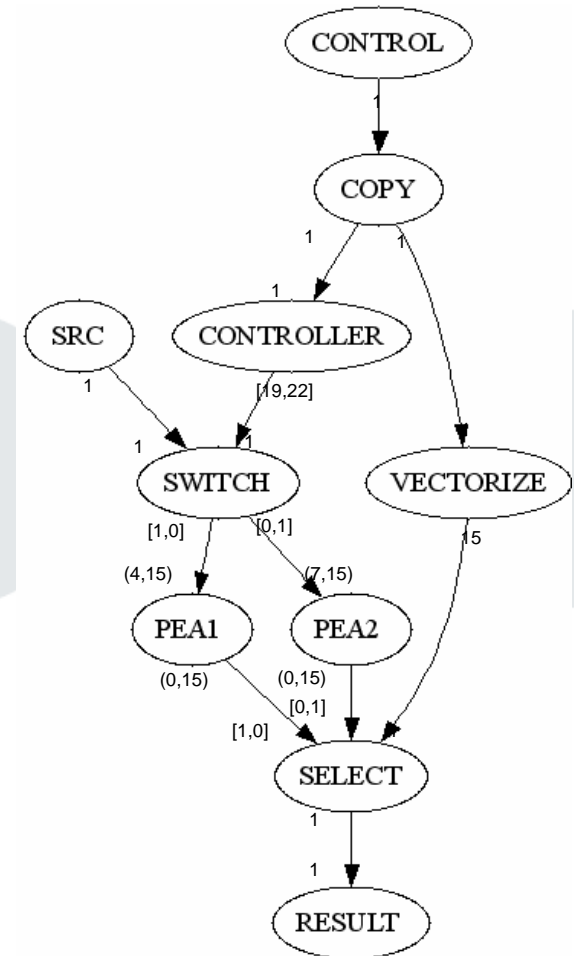 CONTROL
1
COPY
1
1
1
SRC
CONTROLLER
1
[19,22]
1
1
SWITCH
VECTORIZE
[1,0]
[0,1]
15
(4,15)
(7,15)
PEA1
PEA2
(0,15)
(0,15)
[0,1]
[1,0]
SELECT
1
1
RESULT